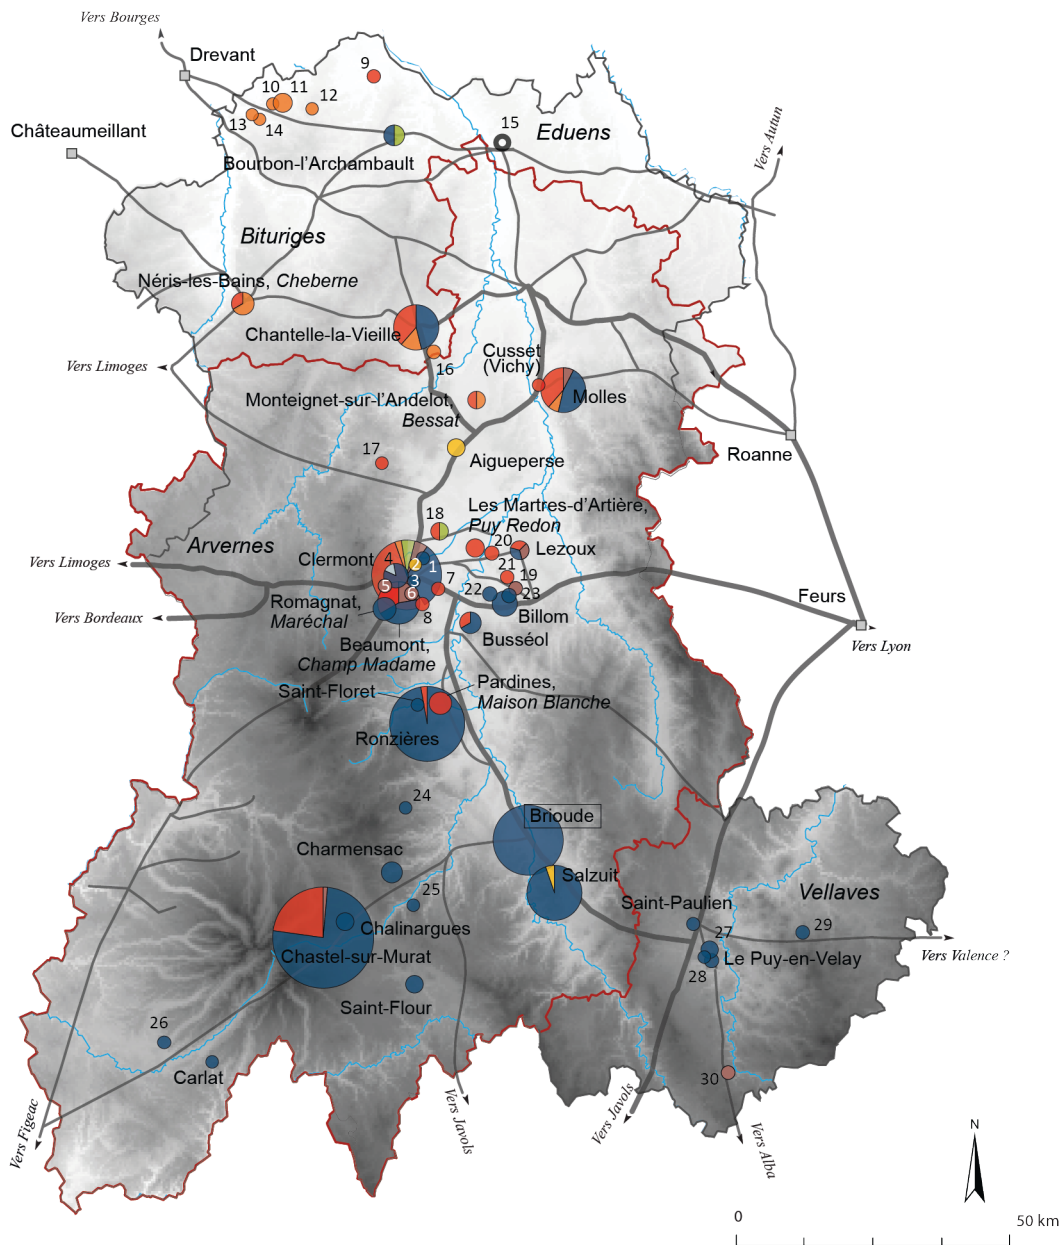 Vers Bourges
Drevant
9
10
11
12
13
14
Châteaumeillant
15
Eduens
Vers Autun
Bourbon-l'Archambault
Bituriges
Néris-les-Bains, Cheberne
Chantelle-la-Vieille
16
Vers Limoges
Cusset
(Vichy)
Molles
Monteignet-sur-l'Andelot,
Bessat
Roanne
17
Aigueperse
Les Martres-d'Artière,
Puy Redon
18
20
Lezoux
Arvernes
Clermont
4
2
1
3
5
6
7
8
21
19
22
23
Vers Limoges
Billom
Feurs
Romagnat,
Maréchal
Vers Bordeaux
Busséol
Vers Lyon
Beaumont,
Champ Madame
Saint-Floret
Pardines,
Maison Blanche
Ronzières
24
Brioude
Charmensac
Salzuit
25
Vellaves
Saint-Paulien
Chalinargues
27
29
Chastel-sur-Murat
Le Puy-en-Velay
28
Vers Valence ?
Saint-Flour
26
Carlat
30
Vers Figeac
Vers Javols
Vers Javols
Vers Alba
N
0
50 km